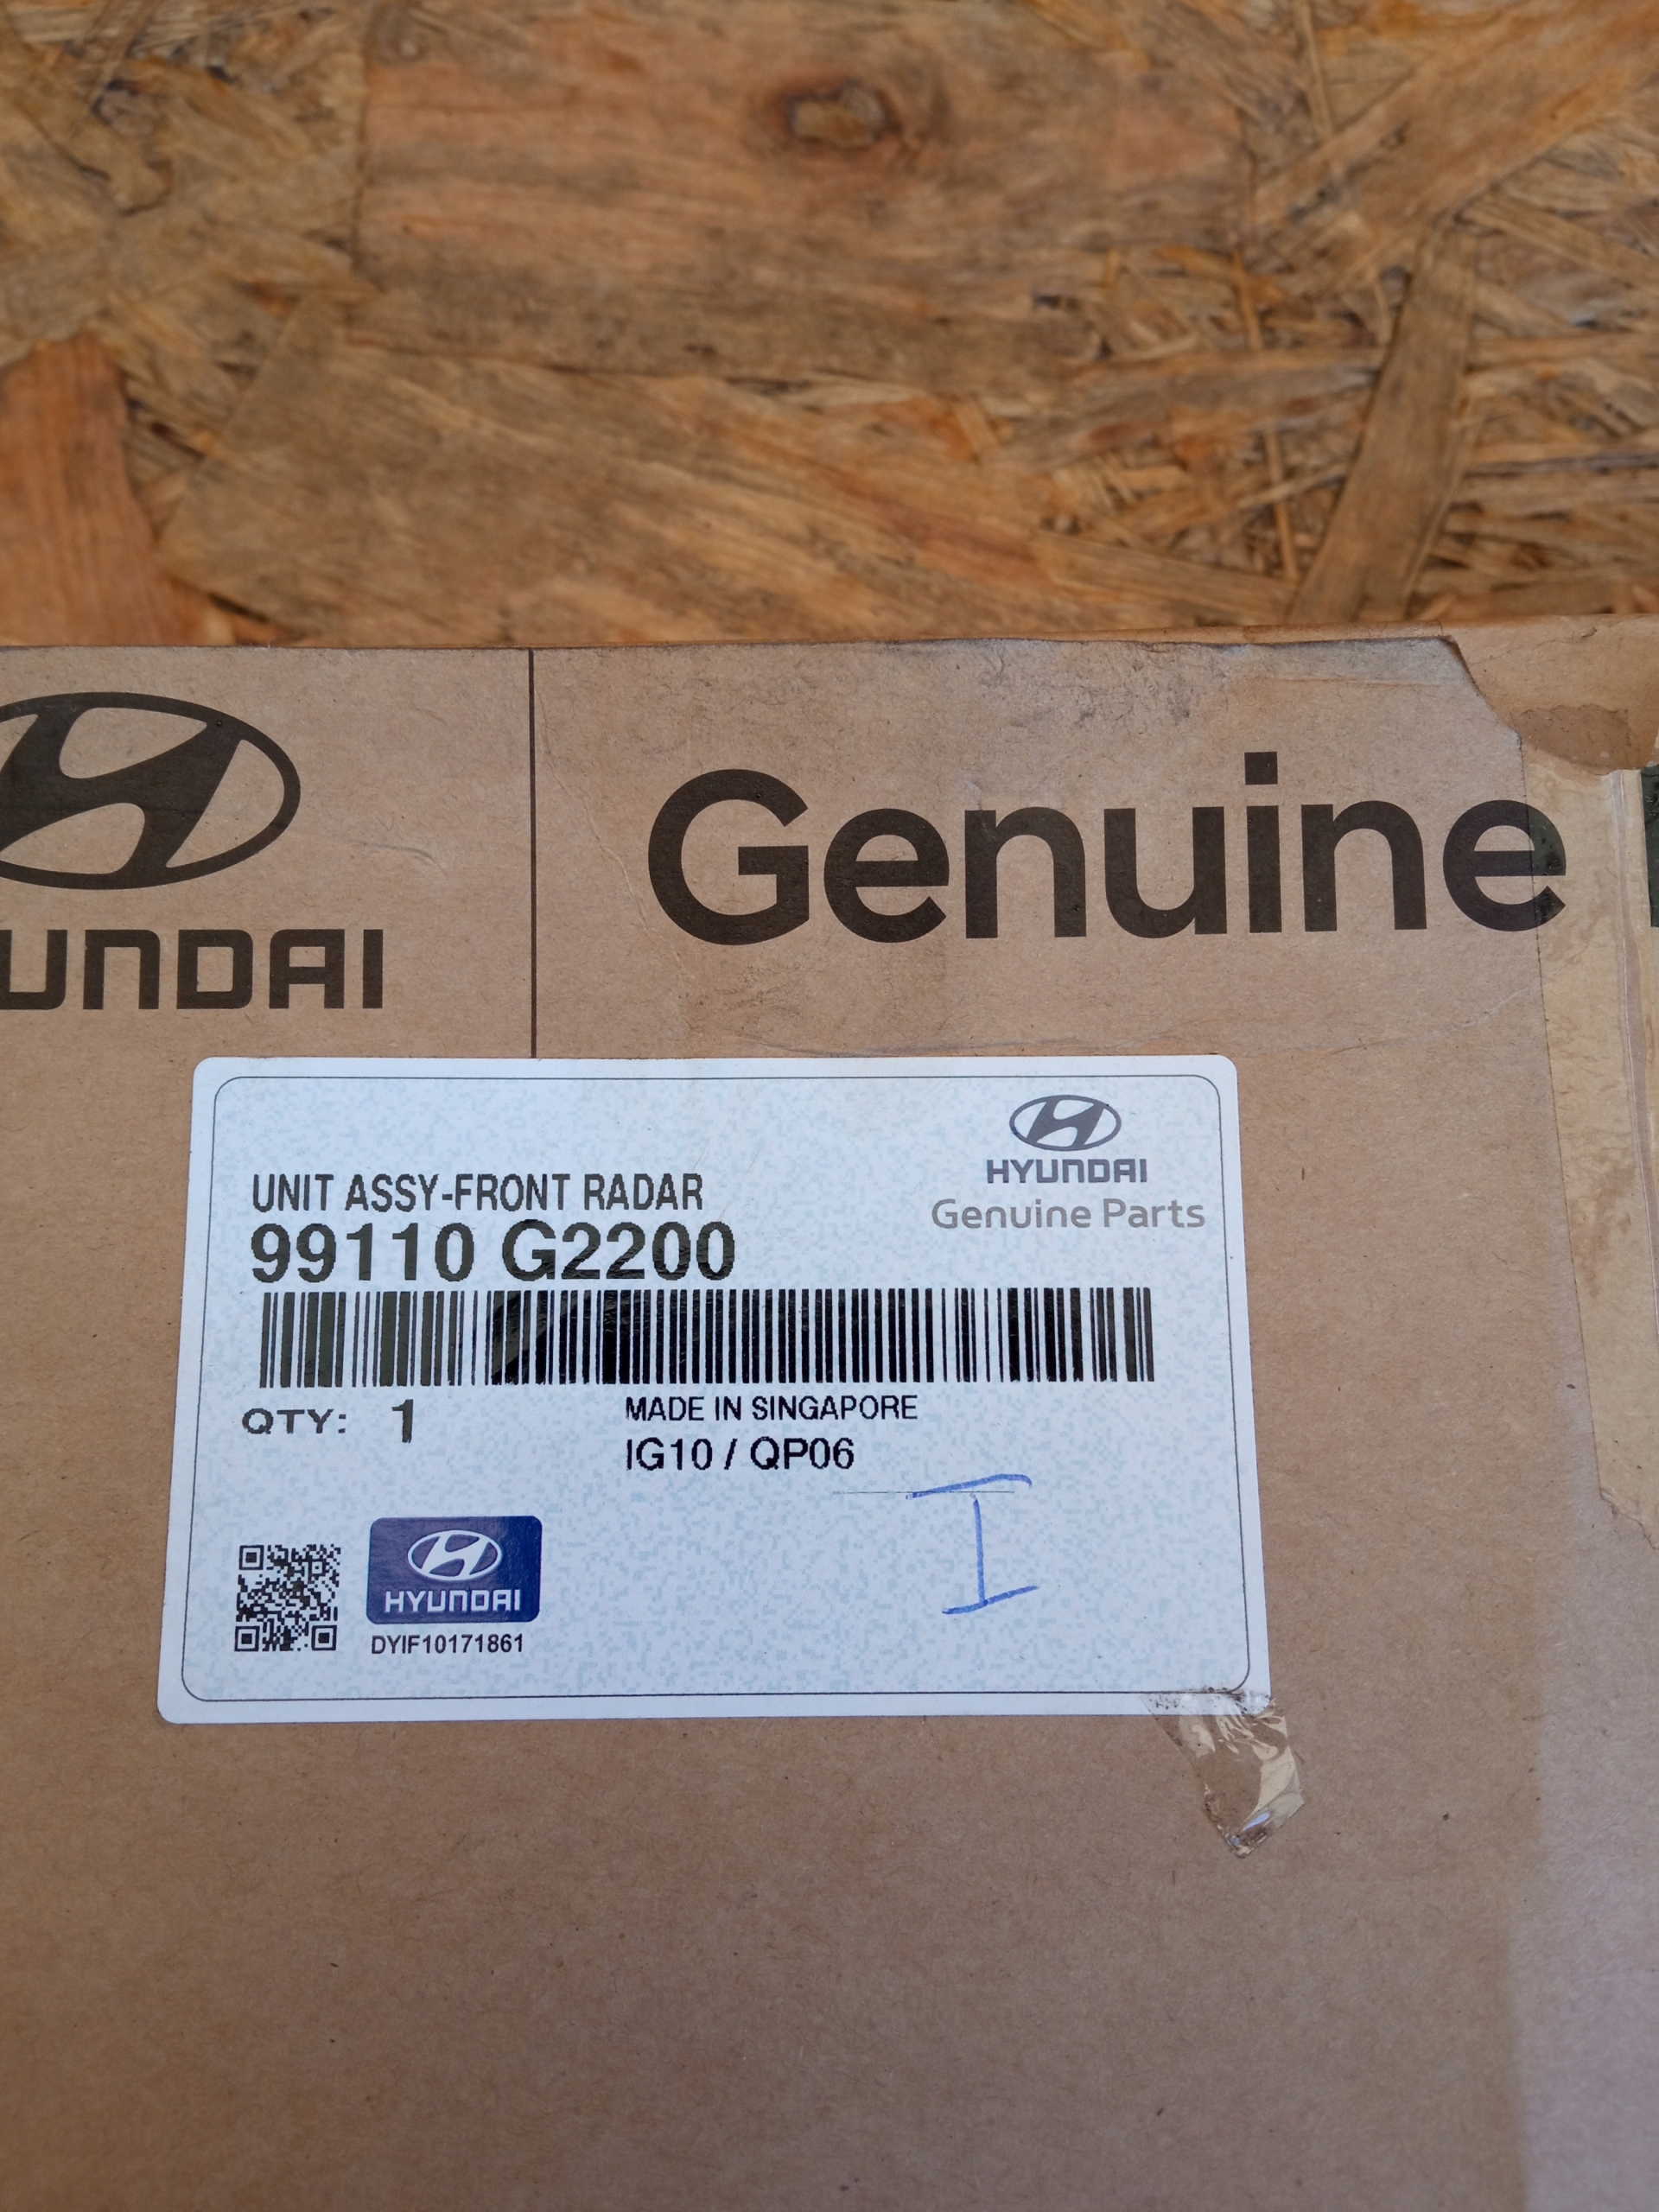 UNDAI
Genuine
HYUNDAI
Genuine Parts
UNIT ASSY-FRONT RADAR
99110 G2200
QTY: 1
MADE IN SINGAPORE
IG10 / QP06
I
HYUNDAI
DYIF10171861